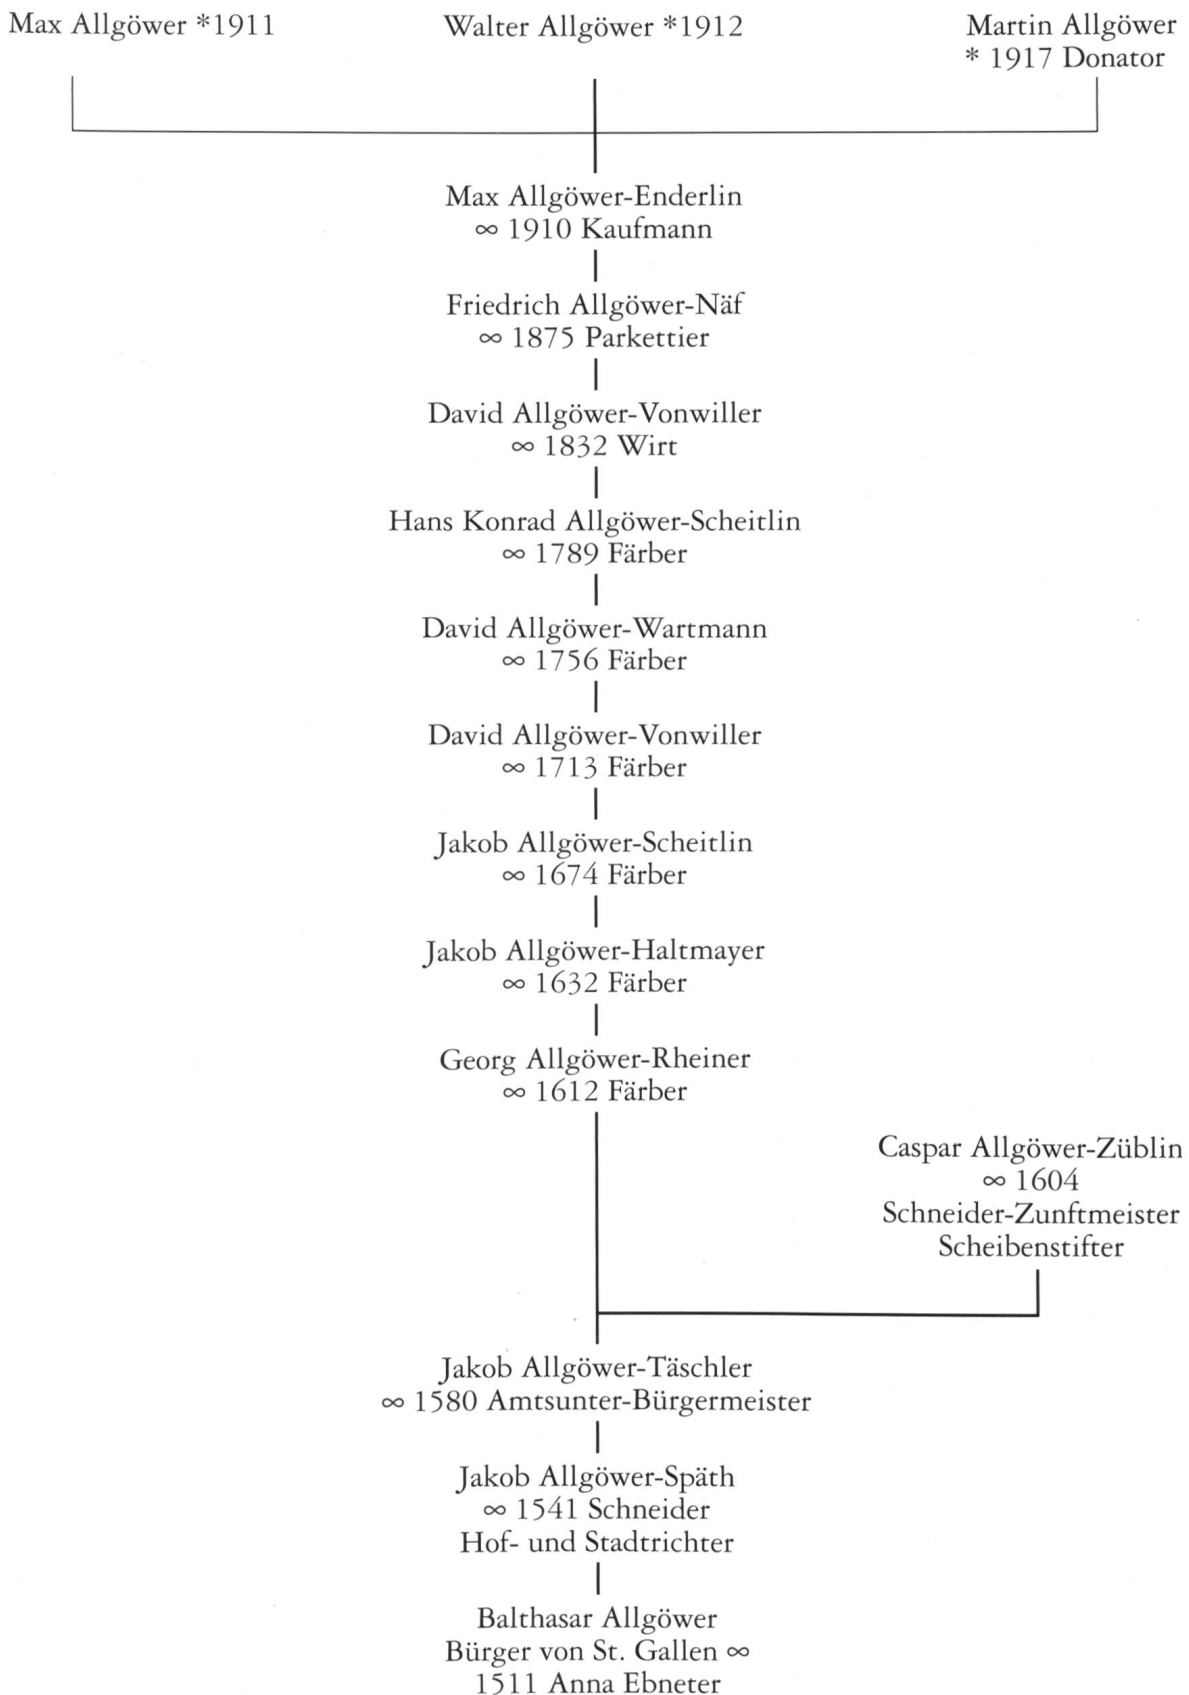 Max Allgöwer *1911
Walter Allgöwer *1912
Martin Allgöwer
* 1917 Donator
Max Allgöwer-Enderlin
∞ 1910 Kaufmann
Friedrich Allgöwer-Näf
∞ 1875 Parkettier
David Allgöwer-Vonwiller
∞ 1832 Wirt
Hans Konrad Allgöwer-Scheitlin
∞ 1789 Färber
David Allgöwer-Wartmann
∞ 1756 Färber
David Allgöwer-Vonwiller
∞ 1713 Färber
Jakob Allgöwer-Scheitlin
∞ 1674 Färber
Jakob Allgöwer-Haltmayer
∞ 1632 Färber
Georg Allgöwer-Rheiner
∞ 1612 Färber
Caspar Allgöwer-Züblin
∞ 1604
Schneider-Zunftmeister
Scheibenstifter
Jakob Allgöwer-Täschler
∞ 1580 Amtsunter-Bürgermeister
Jakob Allgöwer-Späth
∞ 1541 Schneider
Hof- und Stadtrichter
Balthasar Allgöwer
Bürger von St. Gallen ∞
1511 Anna Ebneter